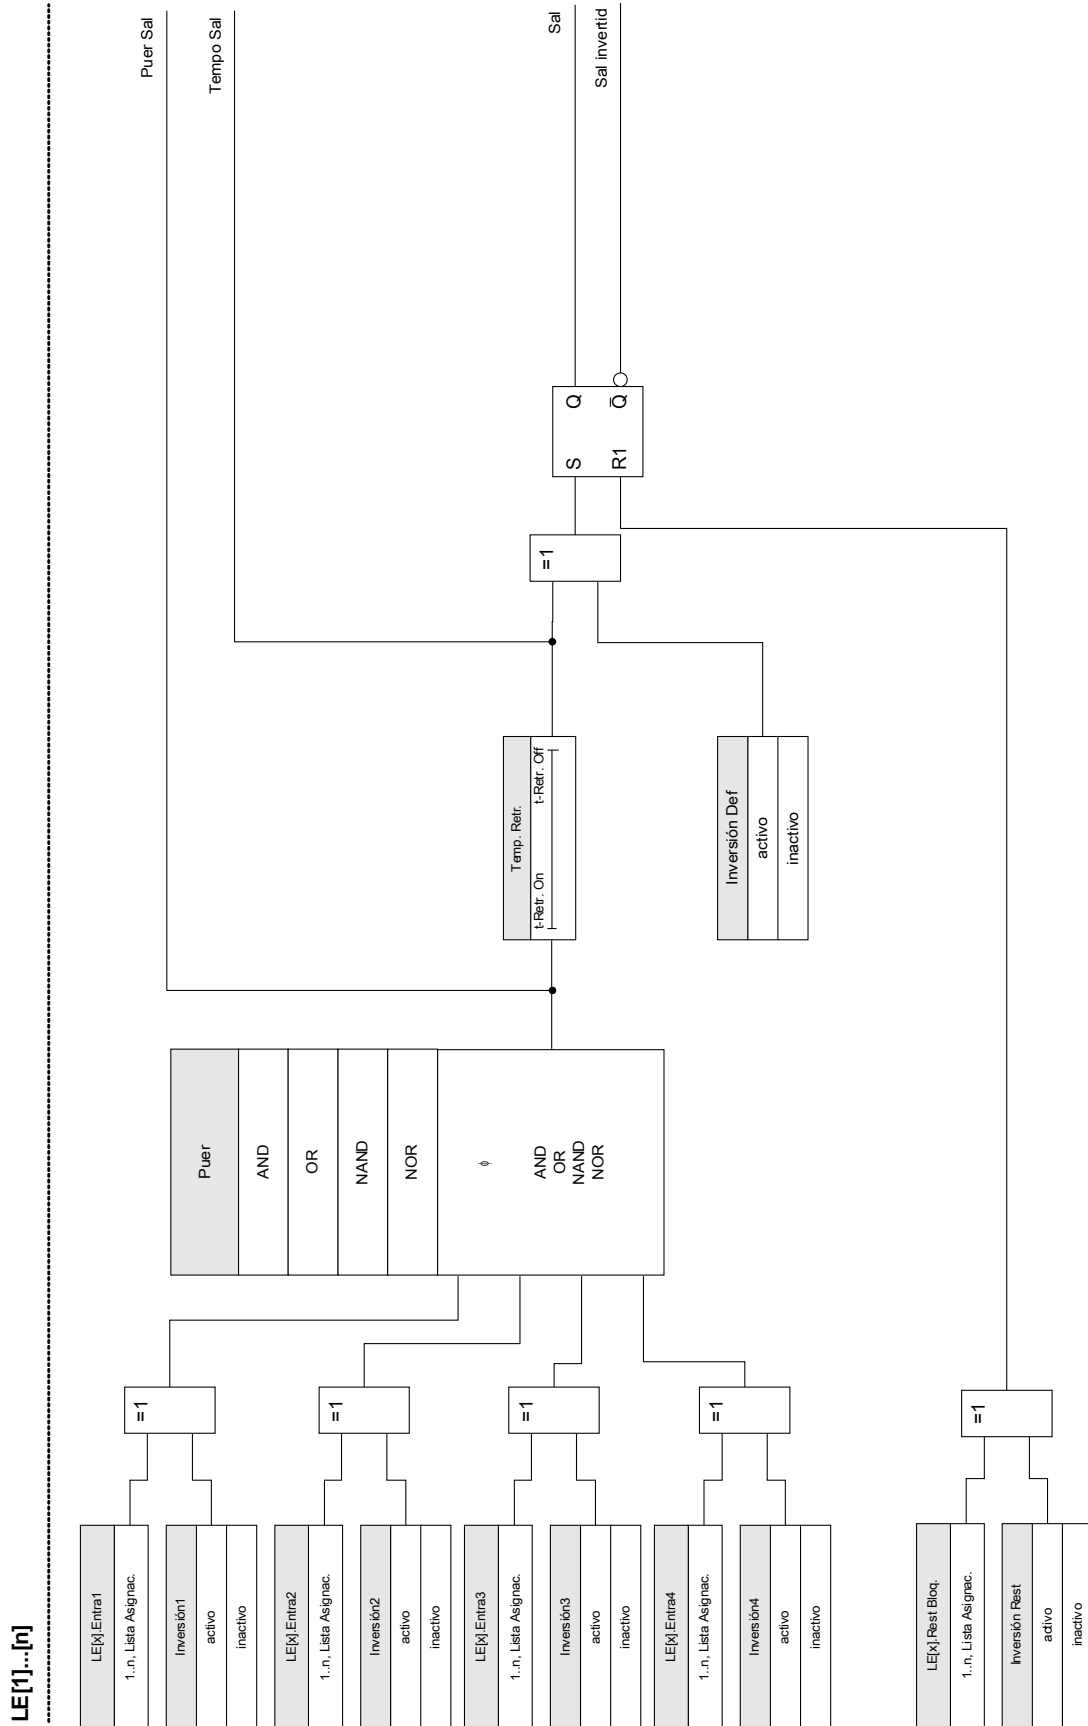 LE[1]...[n]
LE[x].Entra1
1..n, Lista Asignac.
Inversión1
activo
inactivo
LE[x].Entra2
1..n, Lista Asignac.
Inversión2
activo
inactivo
LE[x].Entra3
1..n, Lista Asignac.
Inversión3
activo
inactivo
LE[x].Entra4
1..n, Lista Asignac.
Inversión4
activo
inactivo
LE[x].Rest Bloq.
1..n, Lista Asignac.
Inversión Rest
activo
inactivo
=1
=1
=1
=1
=1
Puer
AND
OR
NAND
NOR
ϕ
AND
OR
NAND
NOR
Temp. Retr.
t-Retr. On
t-Retr. Off
Inversión Def
activo
inactivo
=1
S
Q
R1
Q̅
Puer Sal
Tempo Sal
Sal
Sal invertid